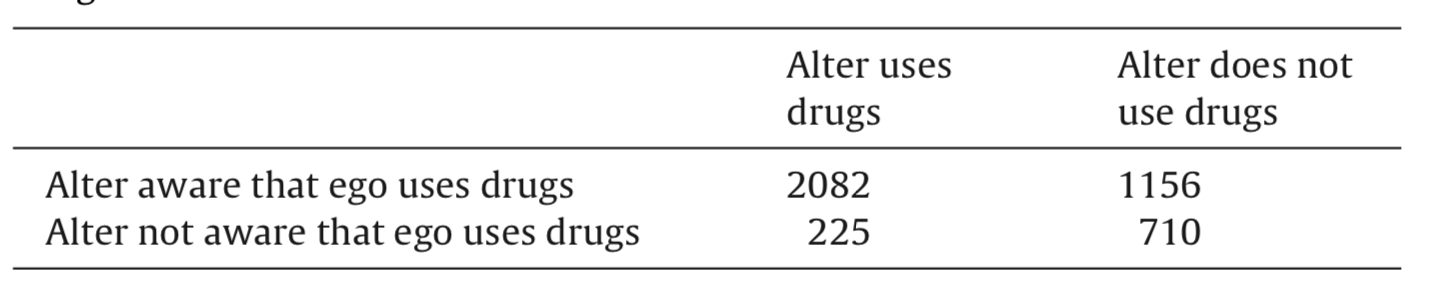 Alter uses Alter does not
drugs use drugs
Alter aware that ego uses drugs 2082 1156
Alter not aware that ego uses drugs 225 710